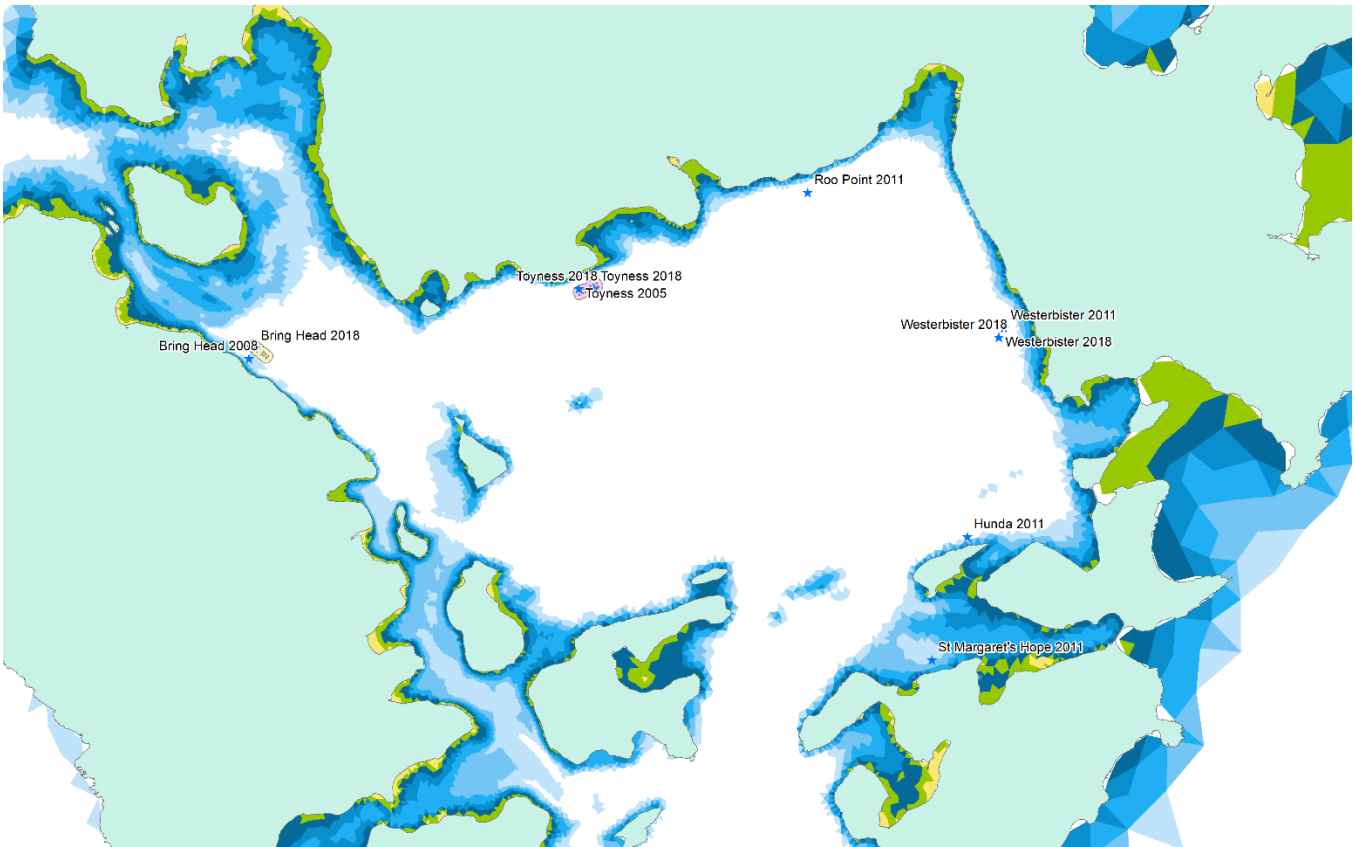 Roo Point 2011
Toyness 2018 Toyness 2018
Toyness 2005
Westerbister 2011
Westerbister 2018
Westerbister 2018
Bring Head 2018
Bring Head 2008
Hunda 2011
St Margaret's Hope 2011